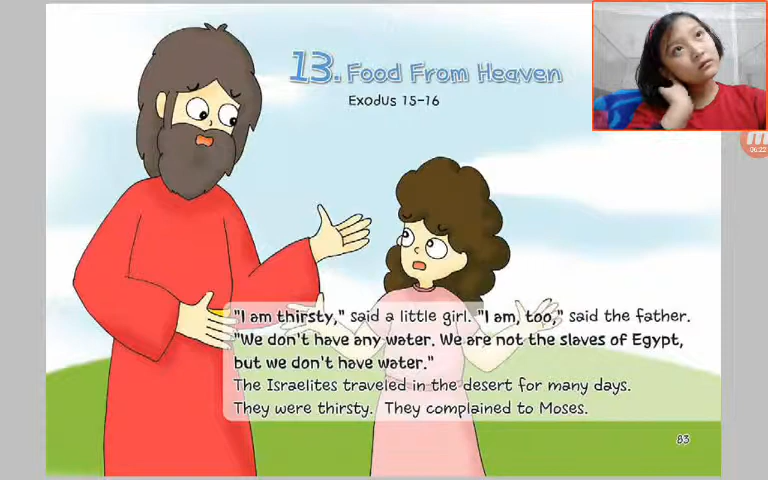 13. Food From Heaven
Exodus 15-16
"I am thirsty," said a little girl. "I am, too," said the father.
"We don't have any water. We are not the slaves of Egypt,
but we don't have water."
The Israelites traveled in the desert for many days.
They were thirsty. They complained to Moses.
83
06:22